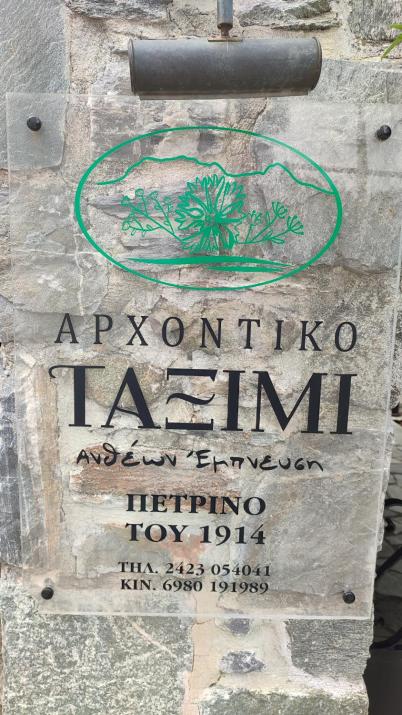 ΑΡΧΟΝΤΙΚΟ
ΤΑΞΙΜΙ
Ανθέων Έμπνευση
ΠΕΤΡΙΝΟ
ΤΟΥ 1914
ΤΗΛ. 2423 054041
ΚΙΝ. 6980 191989